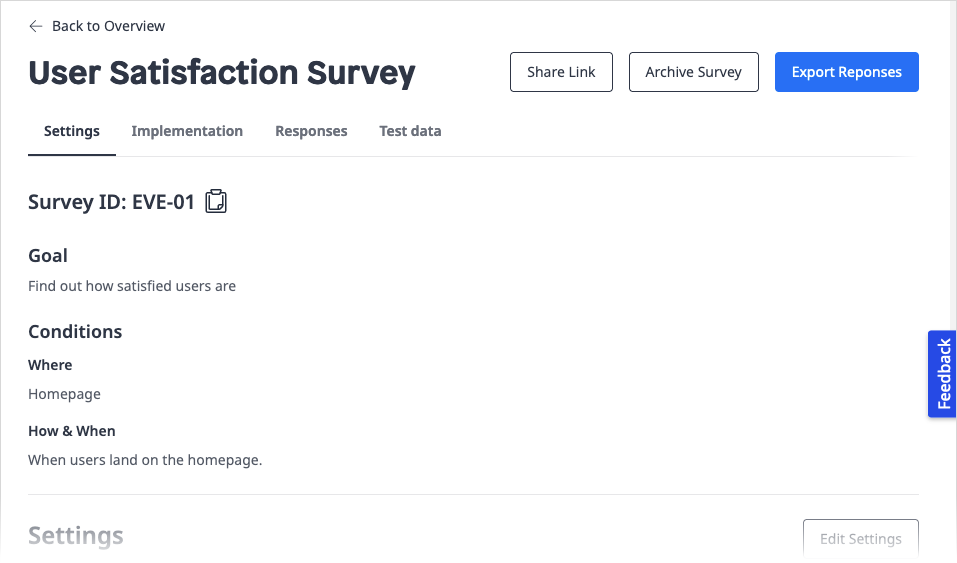 Back to Overview
User Satisfaction Survey
Share Link
Archive Survey
Export Reponses
Settings
Implementation
Responses
Test data
Survey ID: EVE-01
Goal
Find out how satisfied users are
Conditions
Where
Homepage
How & When
When users land on the homepage.
Feedback
Settings
Edit Settings